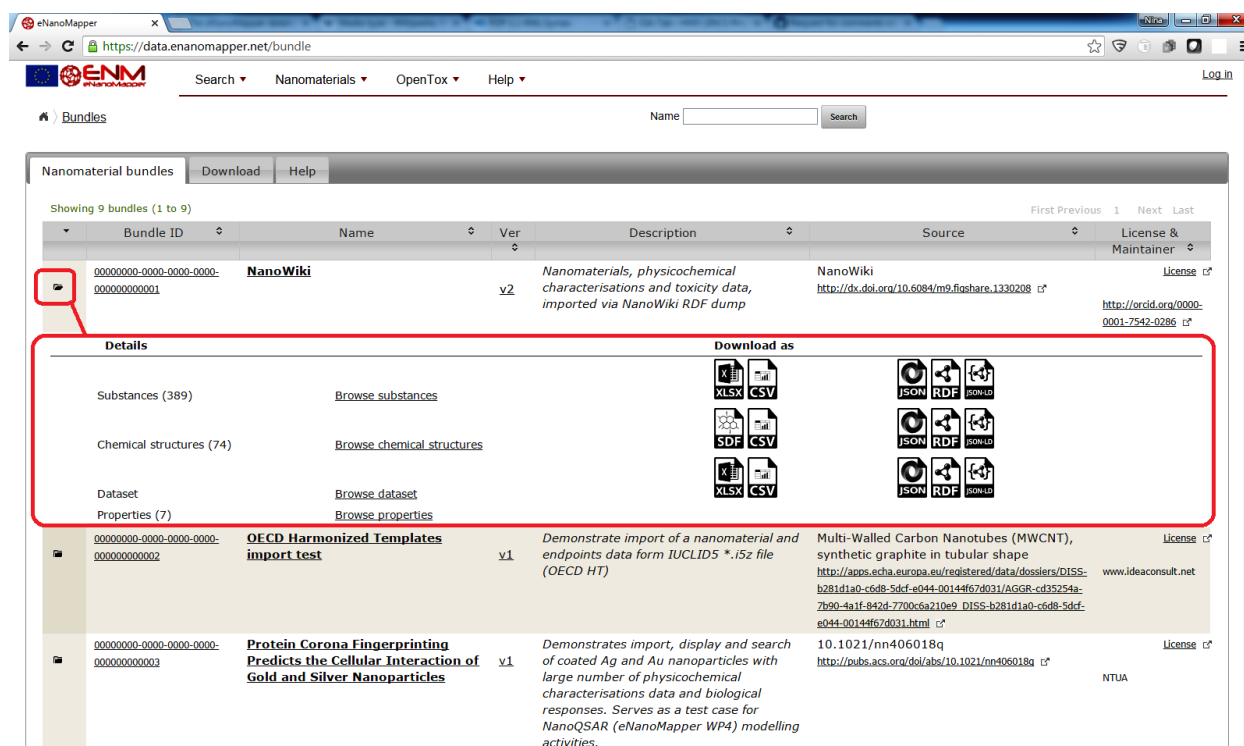 eNanoMapper
Nina
https://data.enanomapper.net/bundle
ENM
eNanoMapper
Search Nanomaterials OpenTox Help
Log in
Bundles
Name Search
Nanomaterial bundles Download Help
Showing 9 bundles (1 to 9)
First Previous 1 Next Last
Bundle ID Name Ver Description Source License &
Maintainer
00000000-0000-0000-0000- NanoWiki Nanomaterials, physicochemical NanoWiki License
000000000001 v2 characterisations and toxicity data, http://dx.doi.org/10.6084/m9.figshare.1330208
imported via NanoWiki RDF dump http://orcid.org/0000-
0001-7542-0286
Details Download as
XLSX CSV JSON RDF JSON-LD
Substances (389) Browse substances
SDF CSV JSON RDF JSON-LD
Chemical structures (74) Browse chemical structures
XLSX CSV JSON RDF JSON-LD
Dataset Browse dataset
Properties (7) Browse properties
00000000-0000-0000-0000- OECD Harmonized Templates Demonstrate import of a nanomaterial and Multi-Walled Carbon Nanotubes (MWCNT), License
000000000002 import test v1 endpoints data form IUCLID5 *.i5z file synthetic graphite in tubular shape
(OECD HT) http://apps.echa.europa.eu/registered/data/dossiers/DISS- www.ideaconsult.net
b281d1a0-c6d8-5dcf-e044-00144f67d031/AGGR-cd35254a-
7b90-4a1f-842d-7700c6a210e9_DISS-b281d1a0-c6d8-5dcf-
e044-00144f67d031.html
00000000-0000-0000-0000- Protein Corona Fingerprinting Demonstrates import, display and search 10.1021/nn406018q License
000000000003 Predicts the Cellular Interaction of v1 of coated Ag and Au nanoparticles with http://pubs.acs.org/doi/abs/10.1021/nn406018q
Gold and Silver Nanoparticles large number of physicochemical NTUA
characterisations data and biological
responses. Serves as a test case for
NanoQSAR (eNanoMapper WP4) modelling
activities.